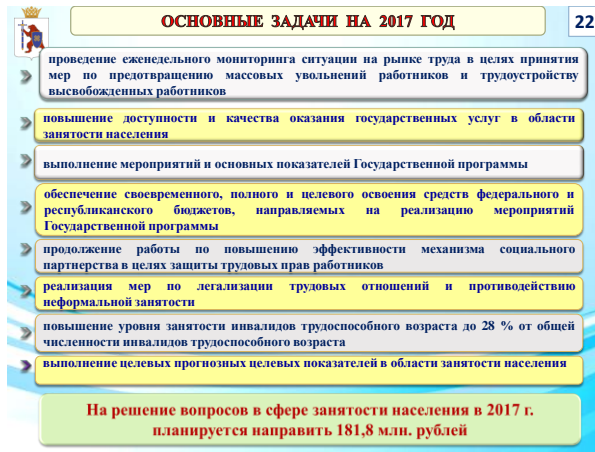 ОСНОВНЫЕ ЗАДАЧИ НА 2017 ГОД
22
проведение еженедельного мониторинга ситуации на рынке труда в целях принятия
мер по предотвращению массовых увольнений работников и трудоустройству
высвобожденных работников
повышение доступности и качества оказания государственных услуг в области
занятости населения
выполнение мероприятий и основных показателей Государственной программы
обеспечение своевременного, полного и целевого освоения средств федерального и
республиканского бюджетов, направляемых на реализацию мероприятий
Государственной программы
продолжение работы по повышению эффективности механизма социального
партнерства в целях защиты трудовых прав работников
реализация мер по легализации трудовых отношений и противодействию
неформальной занятости
повышение уровня занятости инвалидов трудоспособного возраста до 28 % от общей
численности инвалидов трудоспособного возраста
выполнение целевых прогнозных целевых показателей в области занятости населения
На решение вопросов в сфере занятости населения в 2017 г.
планируется направить 181,8 млн. рублей